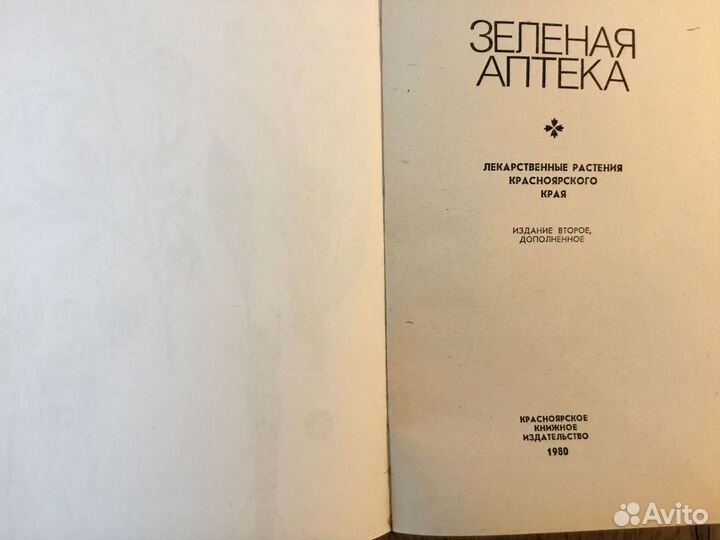 ЗЕЛЕНАЯ
АПТЕКА
ЛЕКАРСТВЕННЫЕ РАСТЕНИЯ
КРАСНОЯРСКОГО
КРАЯ
ИЗДАНИЕ ВТОРОЕ,
ДОПОЛНЕННОЕ
КРАСНОЯРСКОЕ
КНИЖНОЕ
ИЗДАТЕЛЬСТВО
1980
Avito